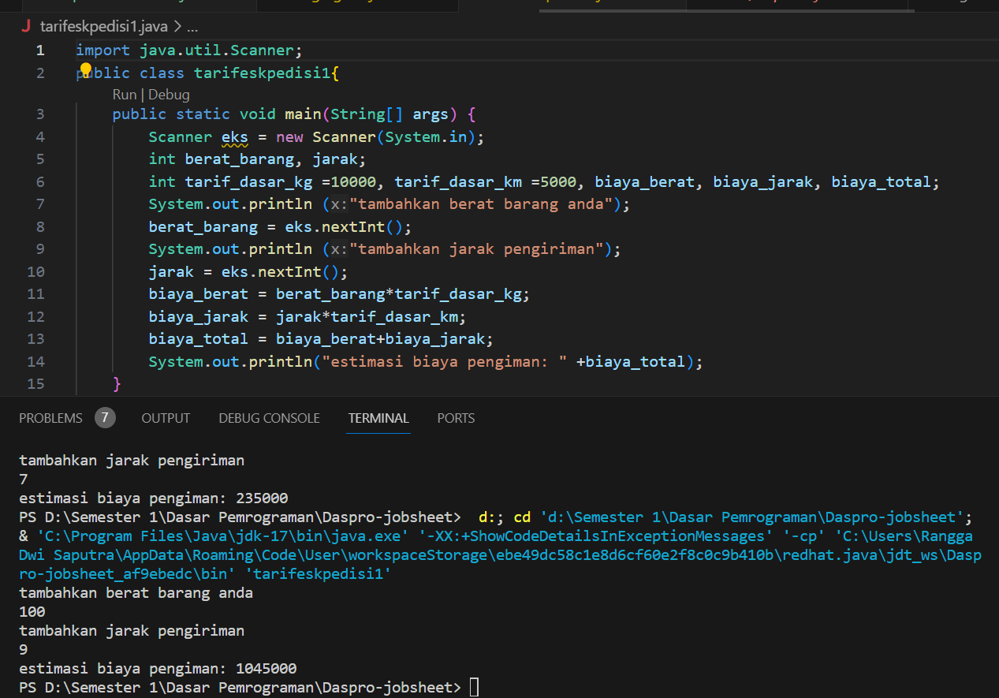 tarifeskpedisi1.java > ...
1 import java.util.Scanner;
2 public class tarifeskpedisi1{
Run | Debug
3 public static void main(String[] args) {
4 Scanner eks = new Scanner(System.in);
5 int berat_barang, jarak;
6 int tarif_dasar_kg =10000, tarif_dasar_km =5000, biaya_berat, biaya_jarak, biaya_total;
7 System.out.println (x:"tambahkan berat barang anda");
8 berat_barang = eks.nextInt();
9 System.out.println (x:"tambahkan jarak pengiriman");
10 jarak = eks.nextInt();
11 biaya_berat = berat_barang*tarif_dasar_kg;
12 biaya_jarak = jarak*tarif_dasar_km;
13 biaya_total = biaya_berat+biaya_jarak;
14 System.out.println("estimasi biaya pengiman: " +biaya_total);
15 }
PROBLEMS 7 OUTPUT DEBUG CONSOLE TERMINAL PORTS
tambahkan jarak pengiriman
7
estimasi biaya pengiman: 235000
PS D:\Semester 1\Dasar Pemrograman\Daspro-jobsheet>  d:; cd 'd:\Semester 1\Dasar Pemrograman\Daspro-jobsheet';
& 'C:\Program Files\Java\jdk-17\bin\java.exe' '-XX:+ShowCodeDetailsInExceptionMessages' '-cp' 'C:\Users\Rangga
Dwi Saputra\AppData\Roaming\Code\User\workspaceStorage\ebe49dc58c1e8d6cf60e2f8c0c9b410b\redhat.java\jdt_ws\Dasp
ro-jobsheet_af9ebedc\bin' 'tarifeskpedisi1'
tambahkan berat barang anda
100
tambahkan jarak pengiriman
9
estimasi biaya pengiman: 1045000
PS D:\Semester 1\Dasar Pemrograman\Daspro-jobsheet>